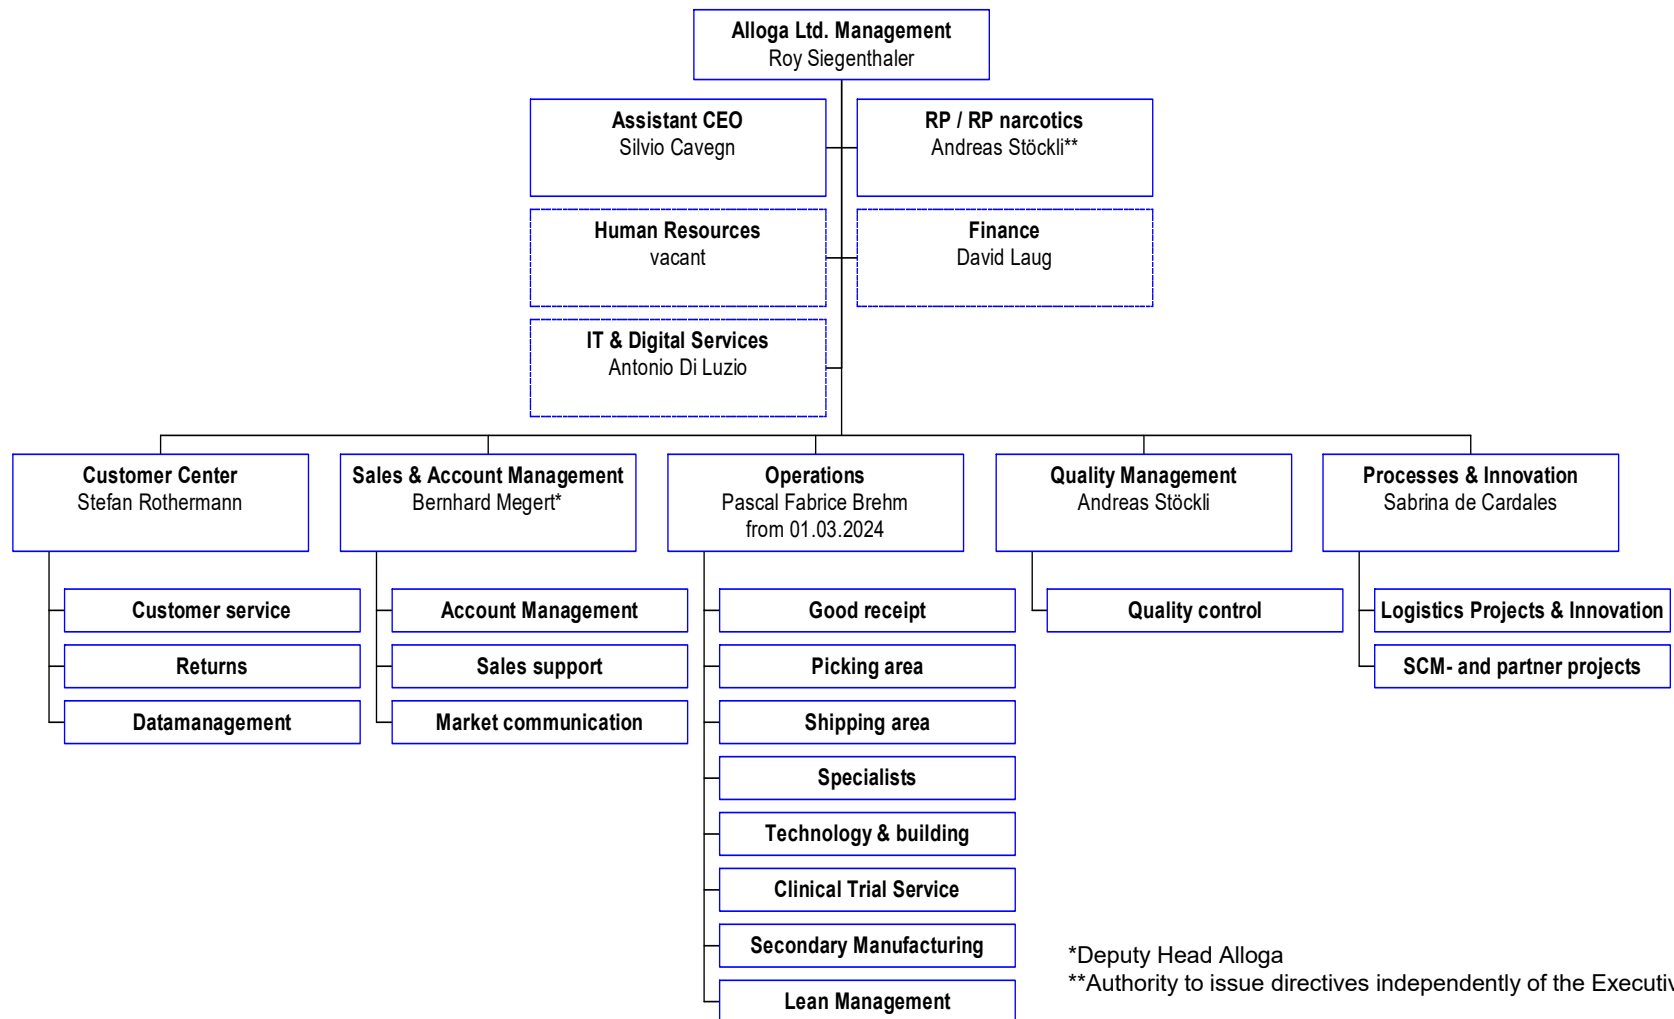 Alloga Ltd. Management
Roy Siegenthaler
Assistant CEO
Silvio Cavegn
RP / RP narcotics
Andreas Stöckli**
Human Resources
vacant
Finance
David Laug
IT & Digital Services
Antonio Di Luzio
Customer Center
Stefan Rothermann
Sales & Account Management
Bernhard Megert*
Operations
Pascal Fabrice Brehm
from 01.03.2024
Quality Management
Andreas Stöckli
Processes & Innovation
Sabrina de Cardales
Customer service
Returns
Datamanagement
Account Management
Sales support
Market communication
Good receipt
Picking area
Shipping area
Specialists
Technology & building
Clinical Trial Service
Secondary Manufacturing
Lean Management
Quality control
Logistics Projects & Innovation
SCM- and partner projects
*Deputy Head Alloga
**Authority to issue directives independently of the Executiv